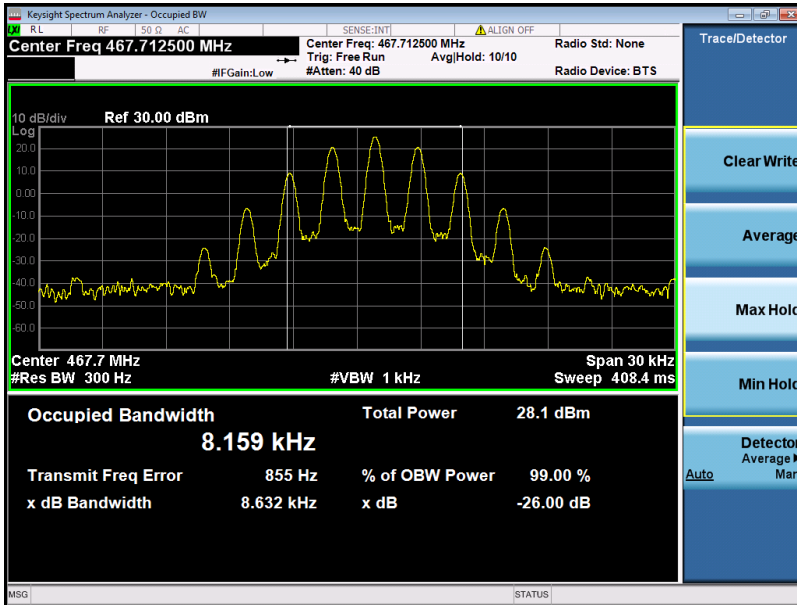 Keysight Spectrum Analyzer - Occupied BW
LXI RL RF 50 Ω AC SENSE:INT ALIGN OFF
Center Freq 467.712500 MHz
Center Freq: 467.712500 MHz
Radio Std: None
Trig: Free Run Avg|Hold: 10/10
#IFGain:Low
#Atten: 40 dB
Radio Device: BTS
10 dB/div Ref 30.00 dBm
Log
20.0
10.0
0.00
-10.0
-20.0
-30.0
-40.0
-50.0
-60.0
Center 467.7 MHz Span 30 kHz
#Res BW 300 Hz #VBW 1 kHz Sweep 408.4 ms
Occupied Bandwidth Total Power 28.1 dBm
8.159 kHz
Transmit Freq Error 855 Hz % of OBW Power 99.00 %
x dB Bandwidth 8.632 kHz x dB -26.00 dB
MSG STATUS
Trace/Detector
Clear Write
Average
Max Hold
Min Hold
Detector
Average
Auto Man